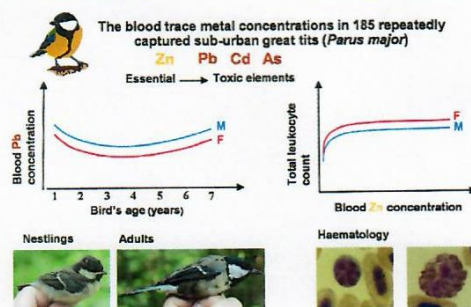 The blood trace metal concentrations in 185 repeatedly
captured sub-urban great tits (Parus major)
Zn Pb Cd As
Essential → Toxic elements
Blood Pb
concentration
M
F
1 2 3 4 5 6 7
Bird's age (years)
Total leukocyte
count
F
M
Blood Zn concentration
Nestlings Adults
Haematology